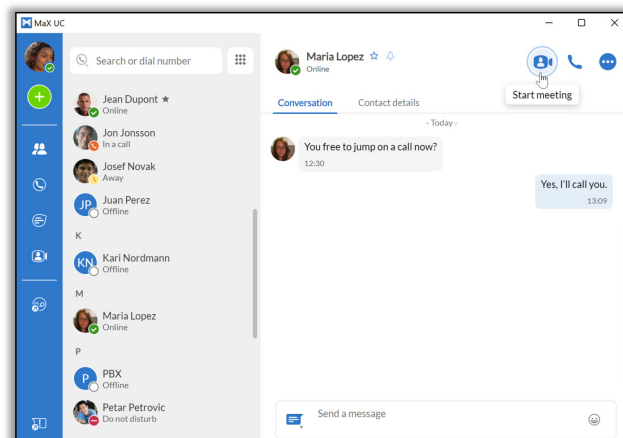 MaX UC
Search or dial number
Jean Dupont ★
Online
Jon Jonsson
In a call
Josef Novak
Away
JP
Juan Perez
Offline
K
KN
Kari Nordmann
Offline
M
Maria Lopez
Online
P
P
PBX
Offline
Petar Petrovic
Do not disturb
Maria Lopez
Online
Start meeting
Conversation
Contact details
- Today -
You free to jump on a call now?
12:30
Yes, I'll call you.
13:09
Send a message